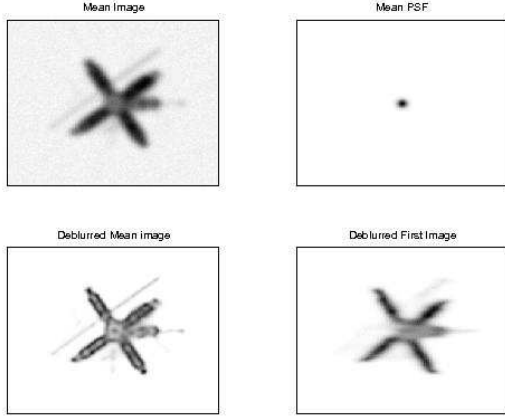 Mean Image
Mean PSF
Deblurred Mean image
Deblurred First Image